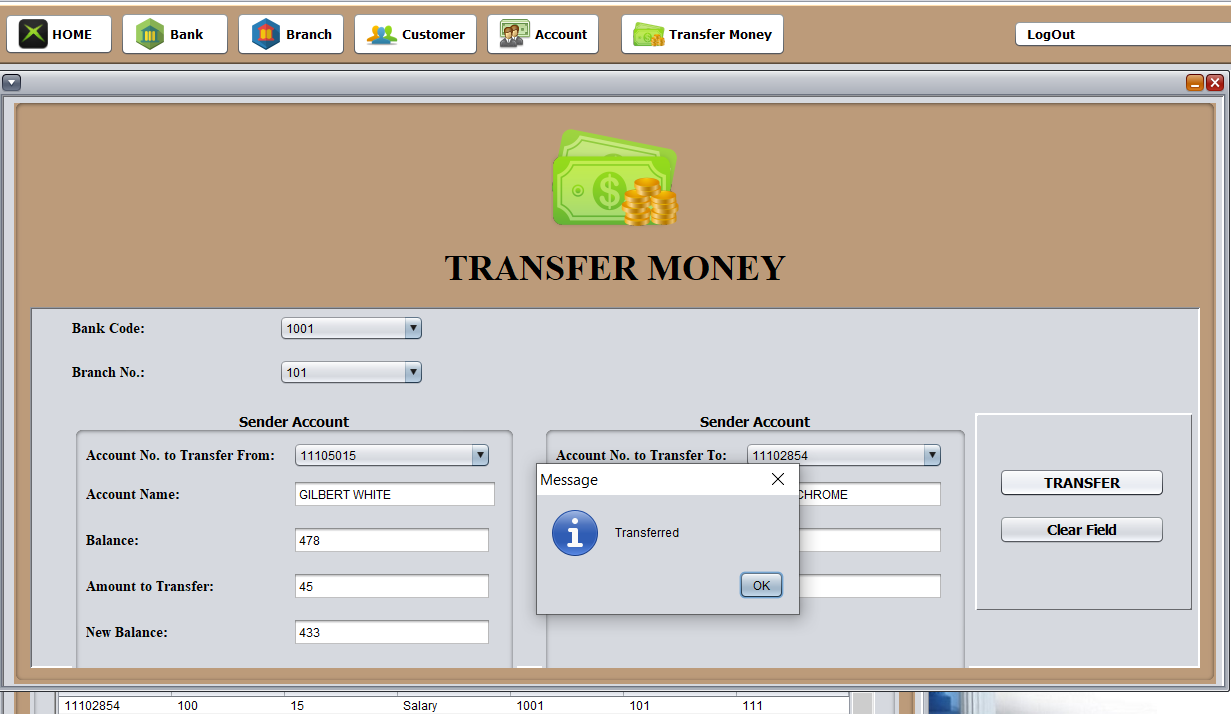 HOME Bank Branch Customer Account Transfer Money LogOut
TRANSFER MONEY
Bank Code: 1001
Branch No.: 101
Sender Account
Account No. to Transfer From: 11105015
Account Name: GILBERT WHITE
Balance: 478
Amount to Transfer: 45
New Balance: 433
Sender Account
Account No. to Transfer To: 11102854
CHROME
Message
Transferred
OK
TRANSFER
Clear Field
11102854 100 15 Salary 1001 101 111